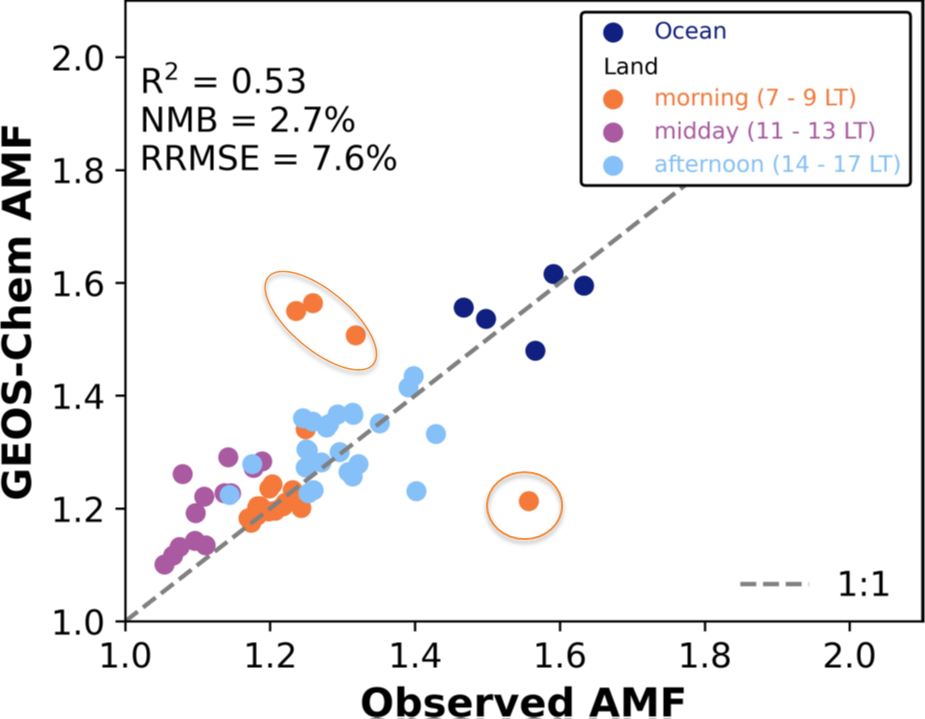 Ocean
Land
morning (7 - 9 LT)
midday (11 - 13 LT)
afternoon (14 - 17 LT)
R² = 0.53
NMB = 2.7%
RRMSE = 7.6%
2.0
1.8
1.6
1.4
1.2
1.0
GEOS-Chem AMF
1:1
1.0 1.2 1.4 1.6 1.8 2.0
Observed AMF